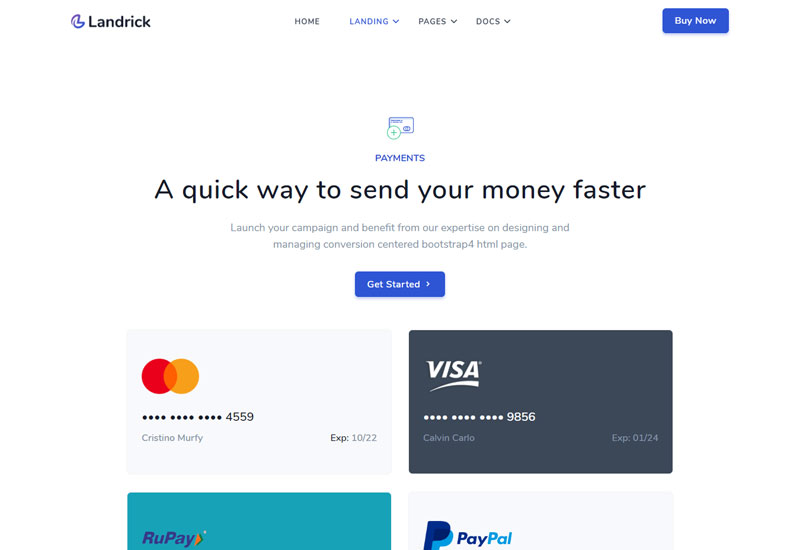 Landrick
HOME LANDING PAGES DOCS
Buy Now
PAYMENTS
A quick way to send your money faster
Launch your campaign and benefit from our expertise on designing and
managing conversion centered bootstrap4 html page.
Get Started
•••• •••• •••• 4559
Cristino Murfy Exp: 10/22
VISA
•••• •••• •••• 9856
Calvin Carlo Exp: 01/24
RuPay
PayPal